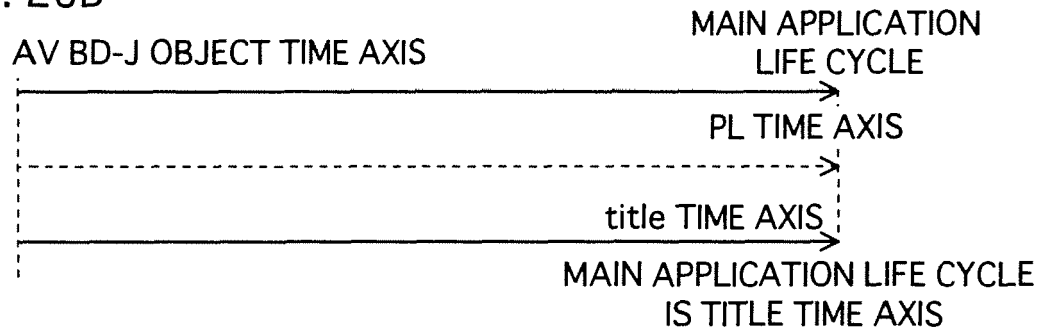 AV BD-J OBJECT TIME AXIS
MAIN APPLICATION
LIFE CYCLE
PL TIME AXIS
title TIME AXIS
MAIN APPLICATION LIFE CYCLE
IS TITLE TIME AXIS